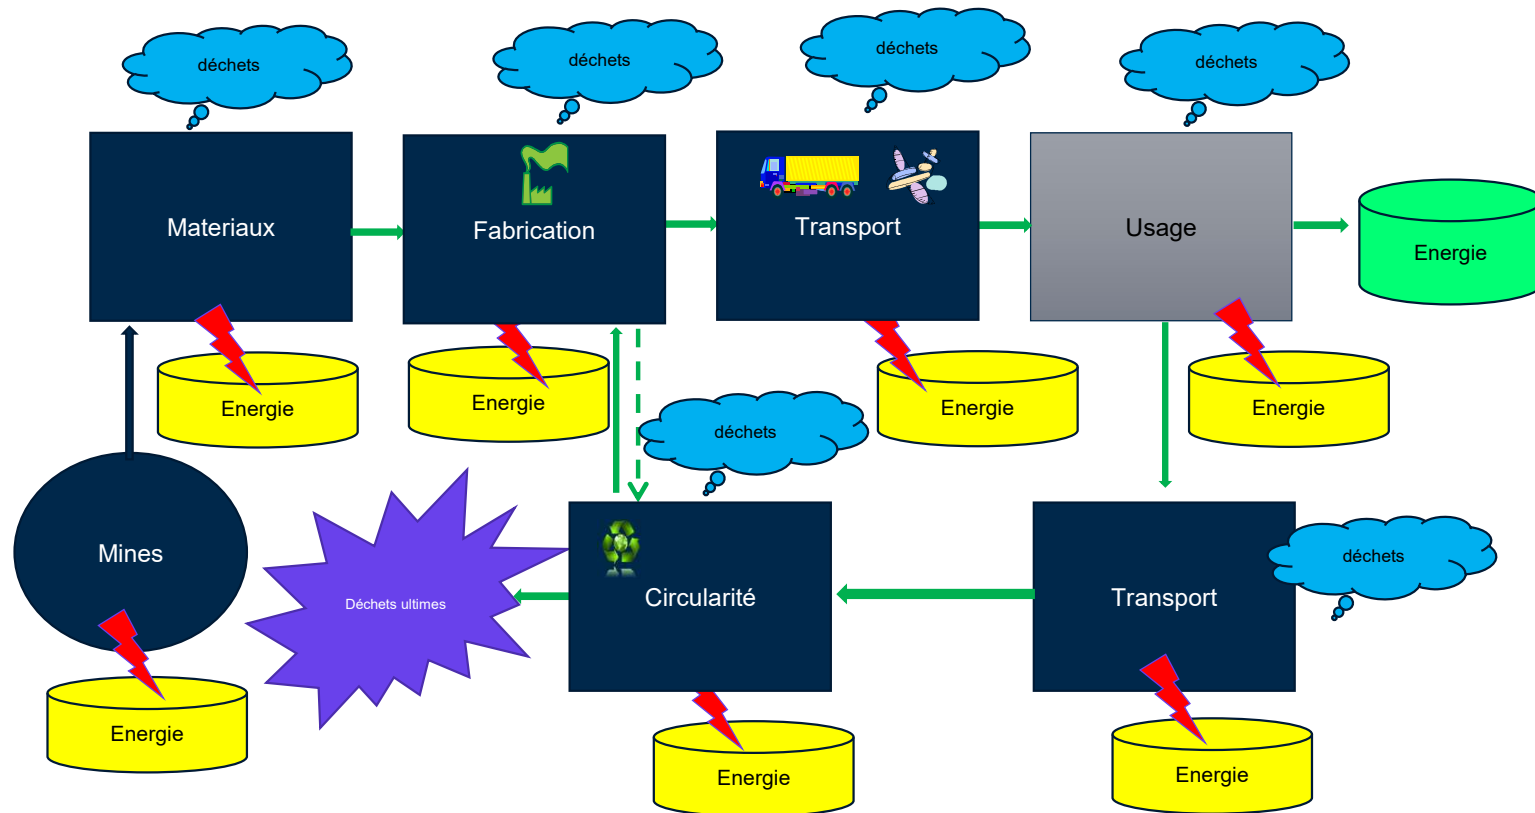 déchets
déchets
déchets
déchets
Materiaux
Fabrication
Transport
Usage
Energie
Energie
Energie
Energie
Energie
déchets
Mines
Déchets ultimes
Circularité
Transport
déchets
Energie
Energie
Energie